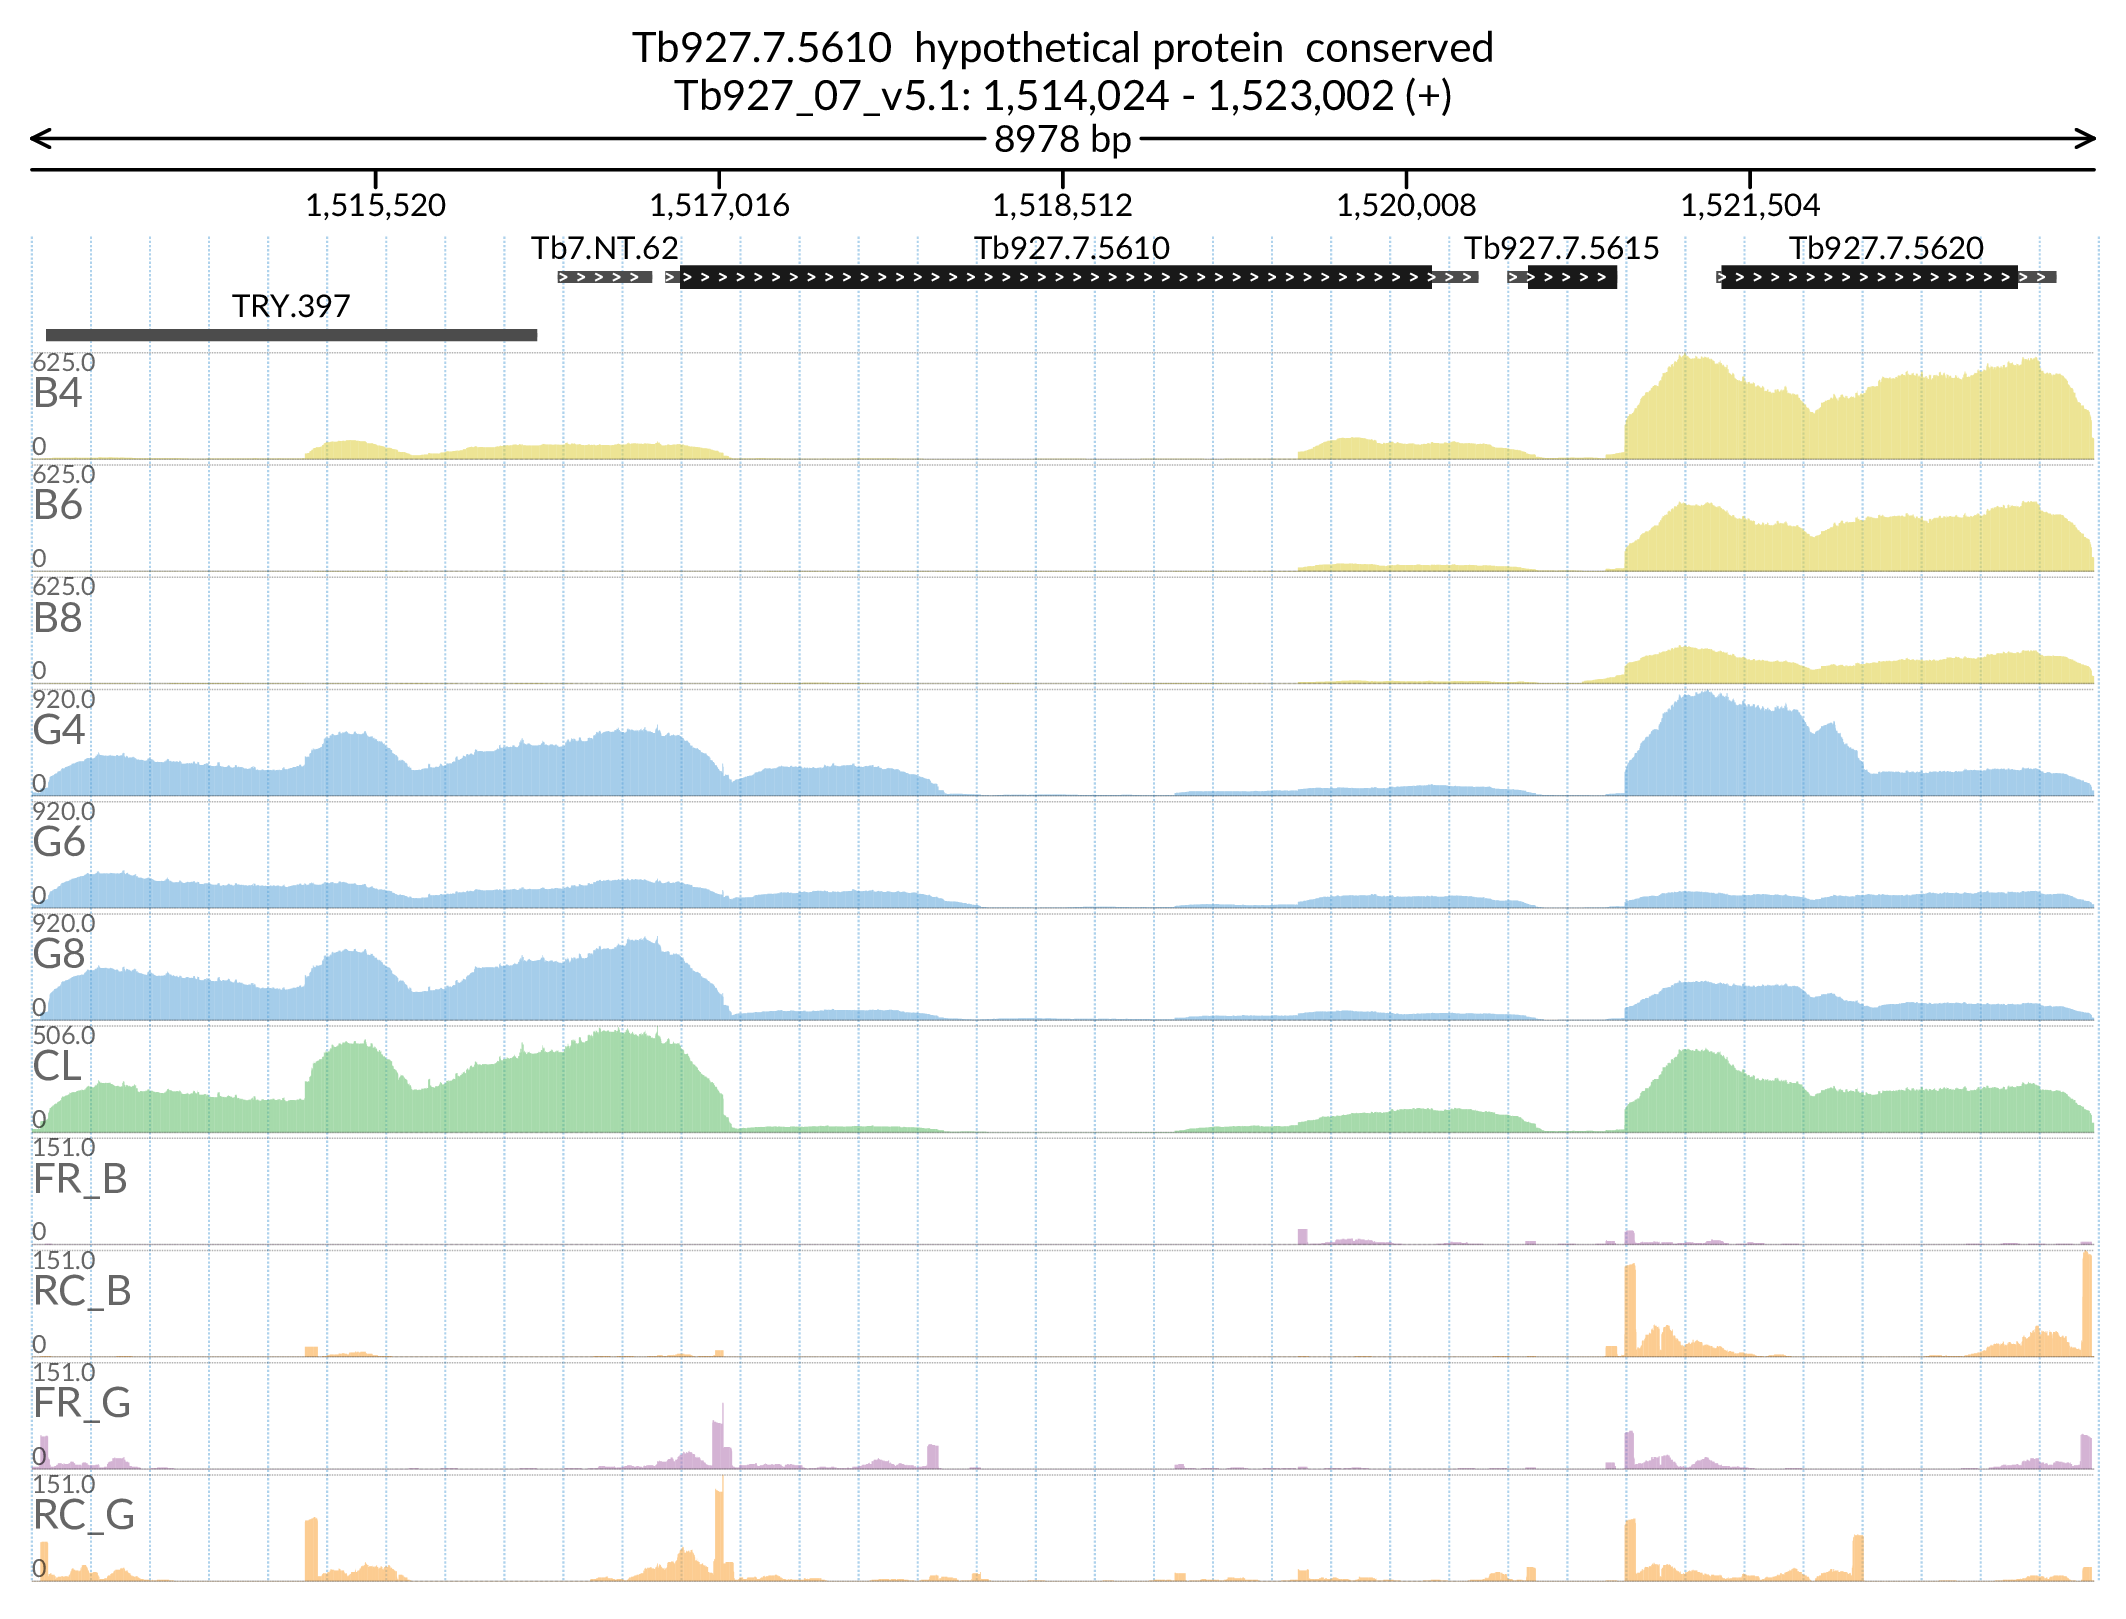 Tb927.7.5610 hypothetical protein conserved
Tb927_07_v5.1: 1,514,024 - 1,523,002 (+)
8978 bp
1,515,520 1,517,016 1,518,512 1,520,008 1,521,504
Tb7.NT.62 Tb927.7.5610 Tb927.7.5615 Tb927.7.5620
TRY.397
625.0
B4
0
625.0
B6
0
625.0
B8
0
920.0
G4
0
920.0
G6
0
920.0
G8
0
506.0
CL
0
151.0
FR_B
0
151.0
RC_B
0
151.0
FR_G
0
151.0
RC_G
0